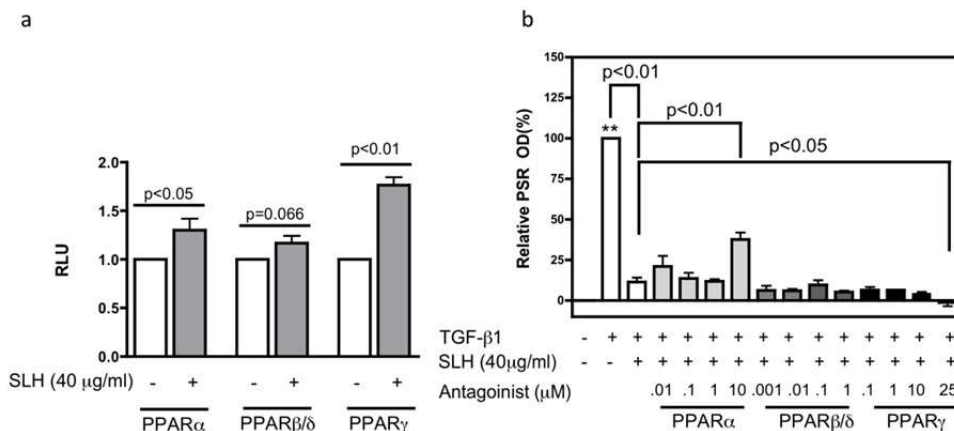 a
RLU
2.0
1.5
1.0
0.5
0.0
p<0.05
p=0.066
p<0.01
SLH (40 µg/ml) - + - + - +
PPARα PPARβ/δ PPARγ
b
Relative PSR OD(%)
150
125
100
75
50
25
0
p<0.01
p<0.01
p<0.05
**
TGF-β1 - + + + + + + + + + + + + + +
SLH (40µg/ml) - - + + + + + + + + + + + + +
Antagoinist (µM) .01 .1 1 10 .001 .01 .1 1 .1 1 10 25
PPARα PPARβ/δ PPARγ